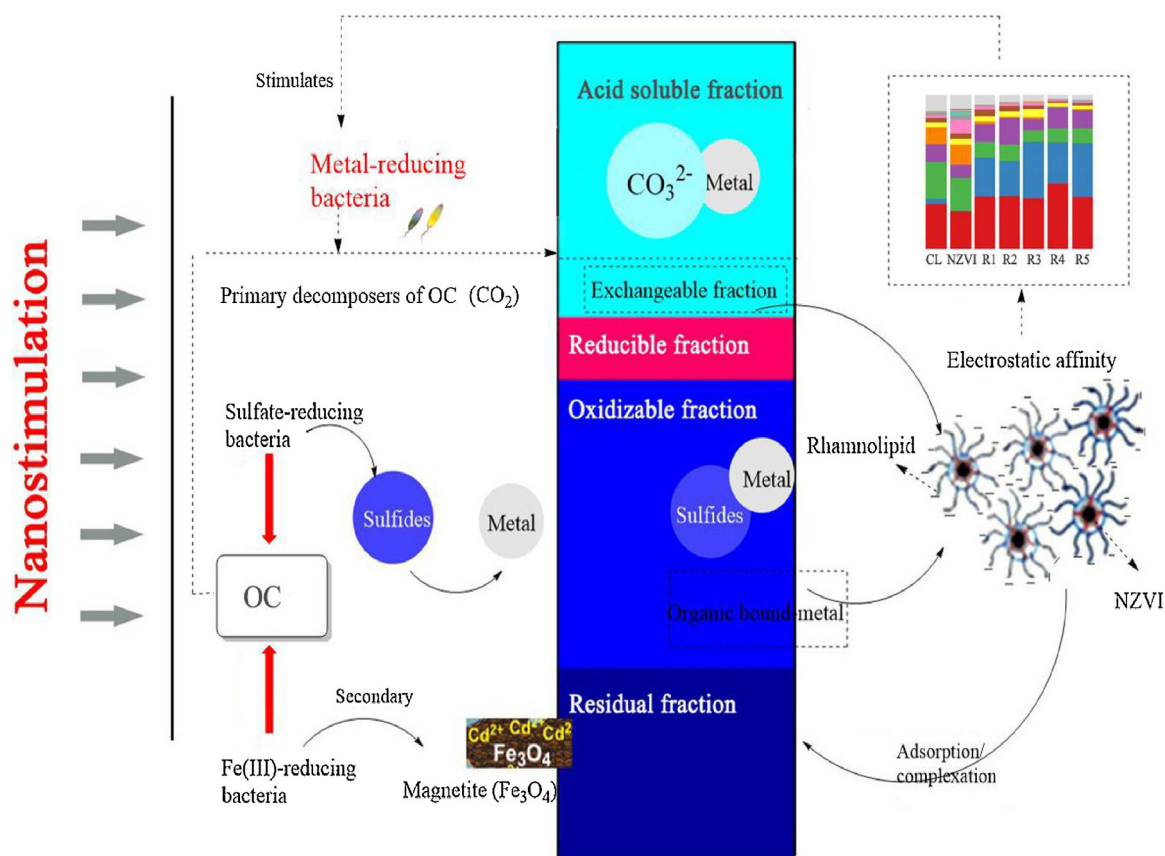 Nanostimulation
Stimulates
Metal-reducing
bacteria
Primary decomposers of OC (CO2)
Sulfate-reducing
bacteria
Sulfides
Metal
OC
Secondary
Fe(III)-reducing
bacteria
Magnetite (Fe3O4)
Cd2+ Cd2+ Cd2
Fe3O4
Acid soluble fraction
CO3 2-
Metal
Exchangeable fraction
Reducible fraction
Oxidizable fraction
Metal
Sulfides
Organic bound-metal
Residual fraction
CL NZVI R1 R2 R3 R4 R5
Electrostatic affinity
Rhamnolipid
NZVI
Adsorption/
complexation